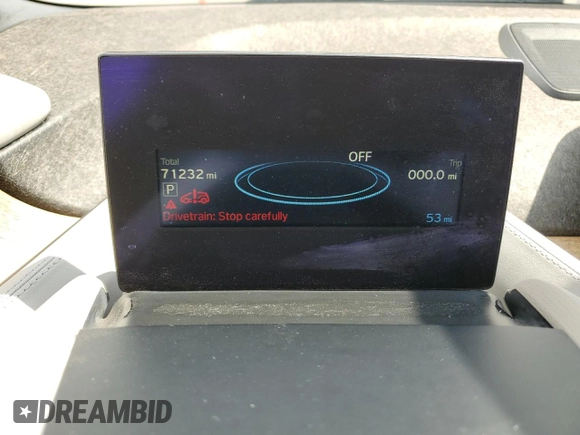 OFF
Total
Trip
71232 mi
000.0 mi
P
Drivetrain: Stop carefully
53 mi
DREAMBID